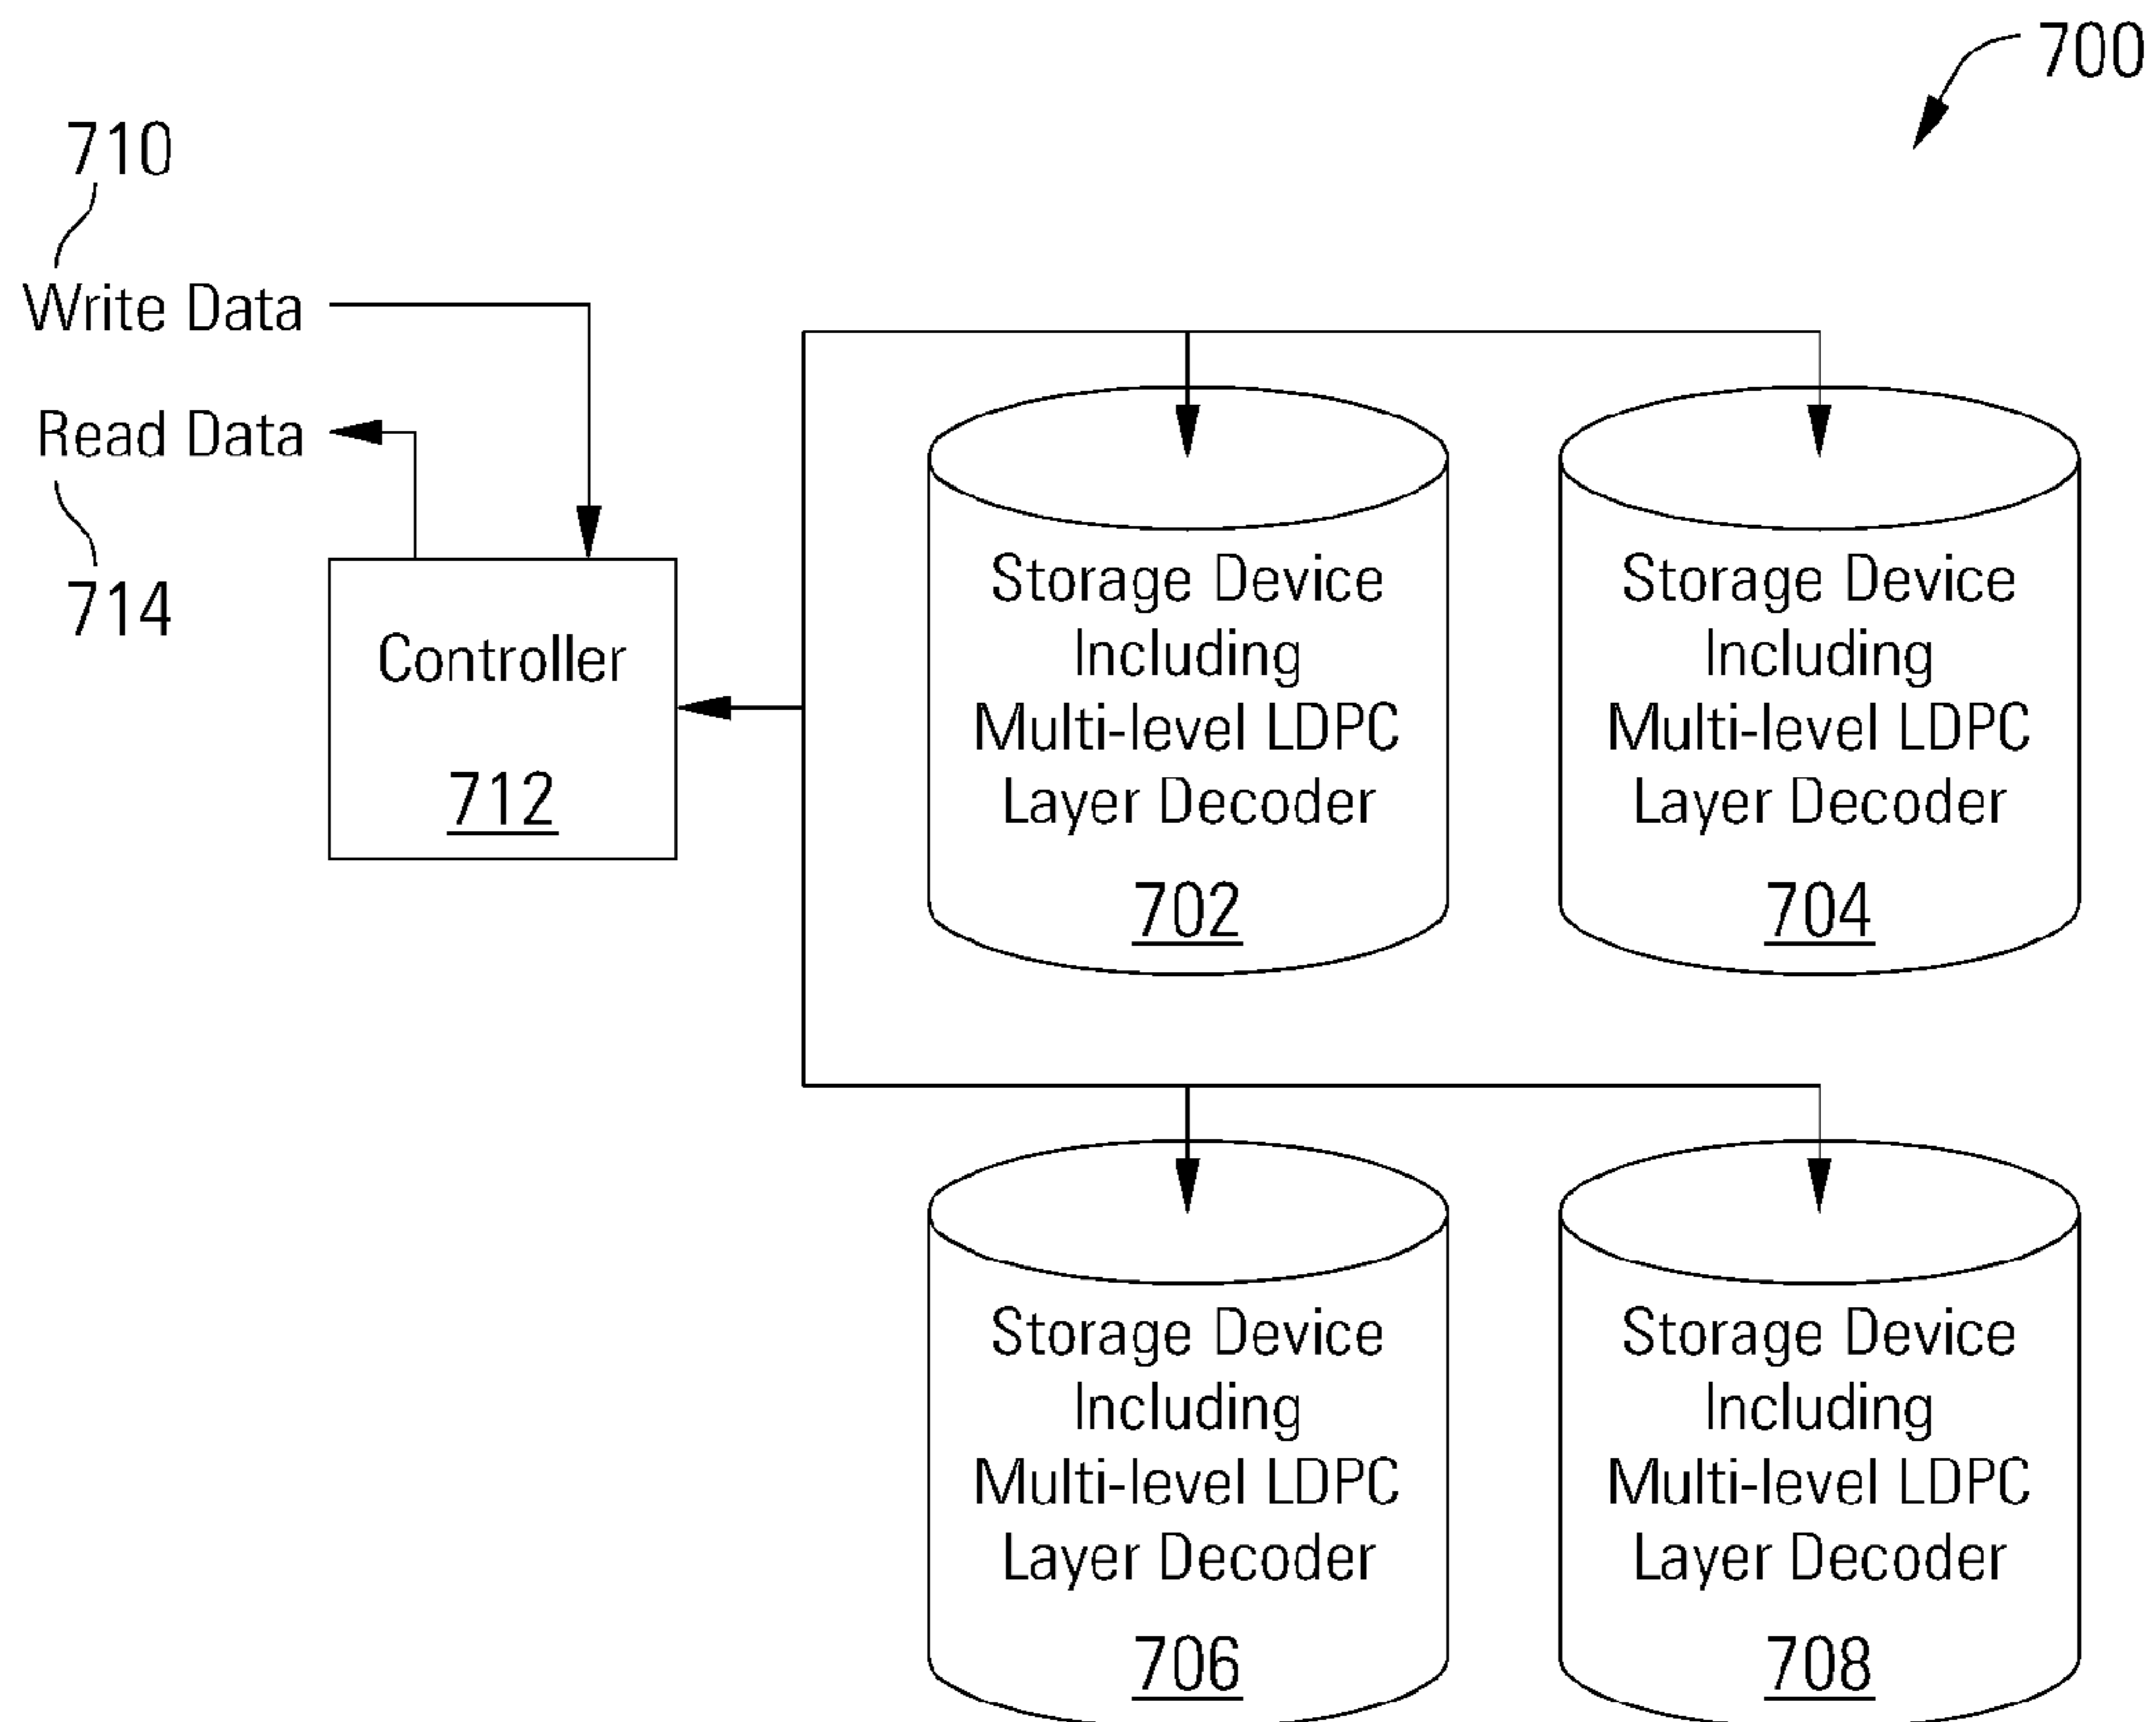 700
710
Write Data
Read Data
714
Controller
712
Storage Device
Including
Multi-level LDPC
Layer Decoder
702
Storage Device
Including
Multi-level LDPC
Layer Decoder
704
Storage Device
Including
Multi-level LDPC
Layer Decoder
706
Storage Device
Including
Multi-level LDPC
Layer Decoder
708